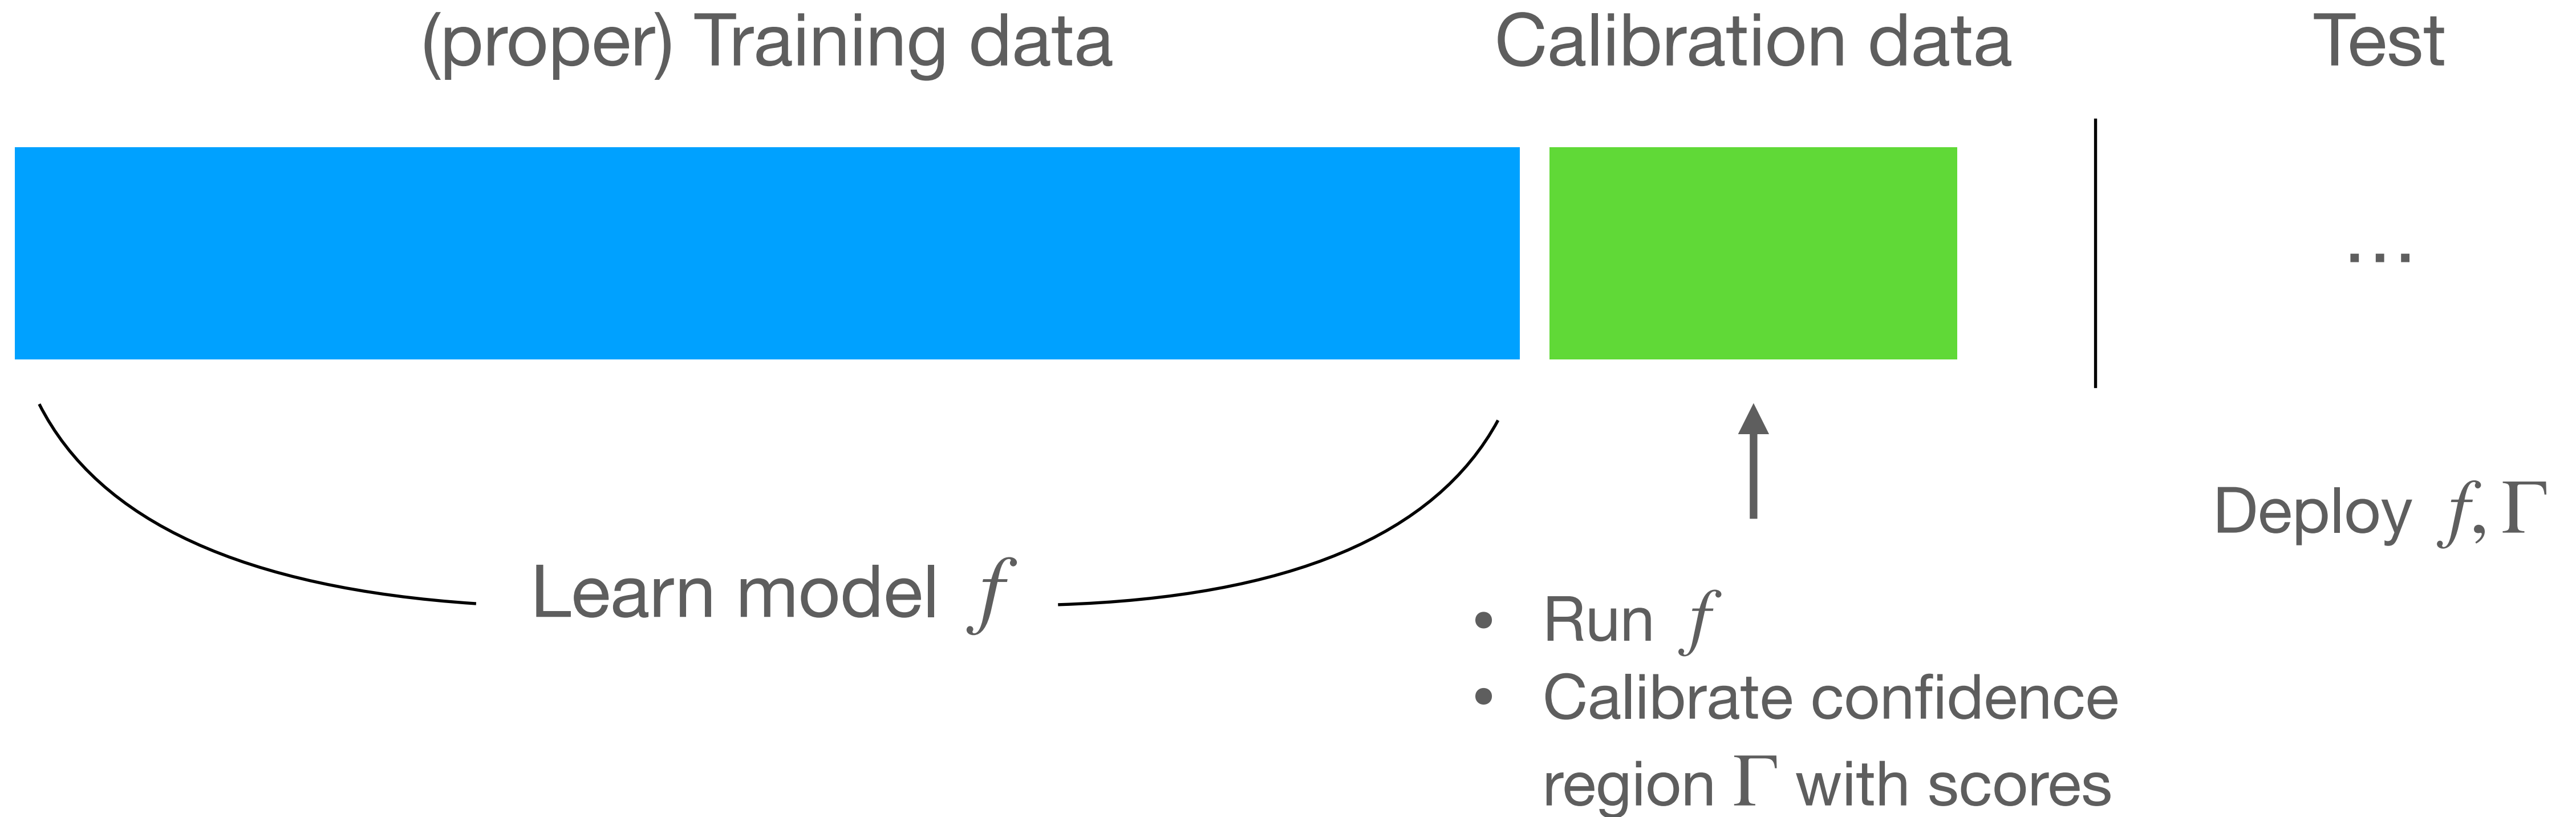 (proper) Training data
Calibration data
Test
...
Learn model f
• Run f
• Calibrate confidence
region Γ with scores
Deploy f, Γ